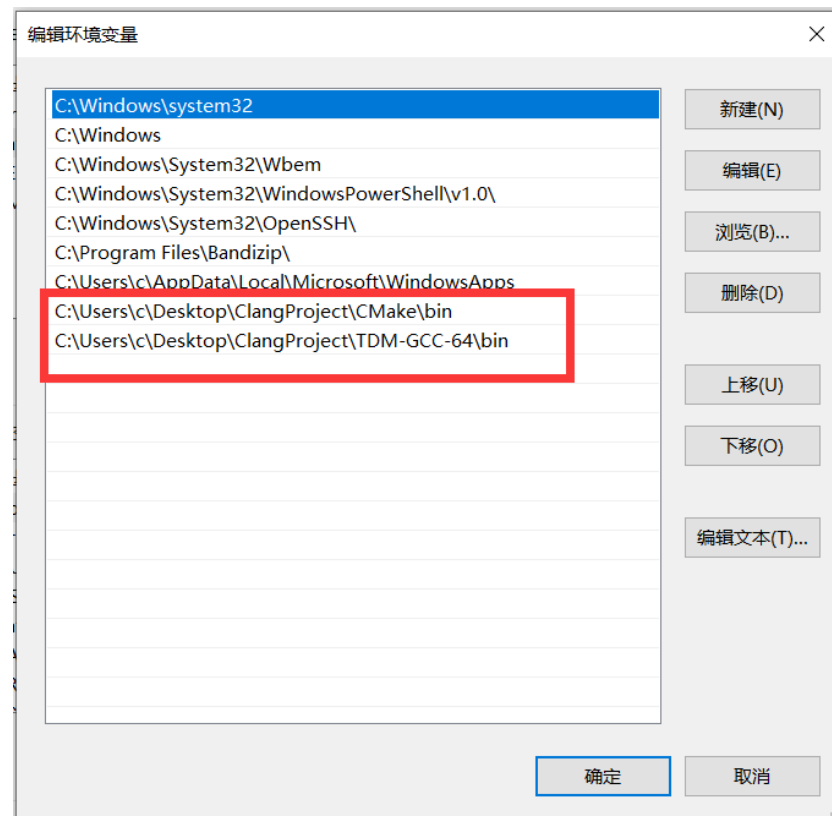 编辑环境变量
C:\Windows\system32
C:\Windows
C:\Windows\System32\Wbem
C:\Windows\System32\WindowsPowerShell\v1.0\
C:\Windows\System32\OpenSSH\
C:\Program Files\Bandizip\
C:\Users\c\AppData\Local\Microsoft\WindowsApps
C:\Users\c\Desktop\ClangProject\CMake\bin
C:\Users\c\Desktop\ClangProject\TDM-GCC-64\bin
新建(N)
编辑(E)
浏览(B)...
删除(D)
上移(U)
下移(O)
编辑文本(T)...
确定
取消